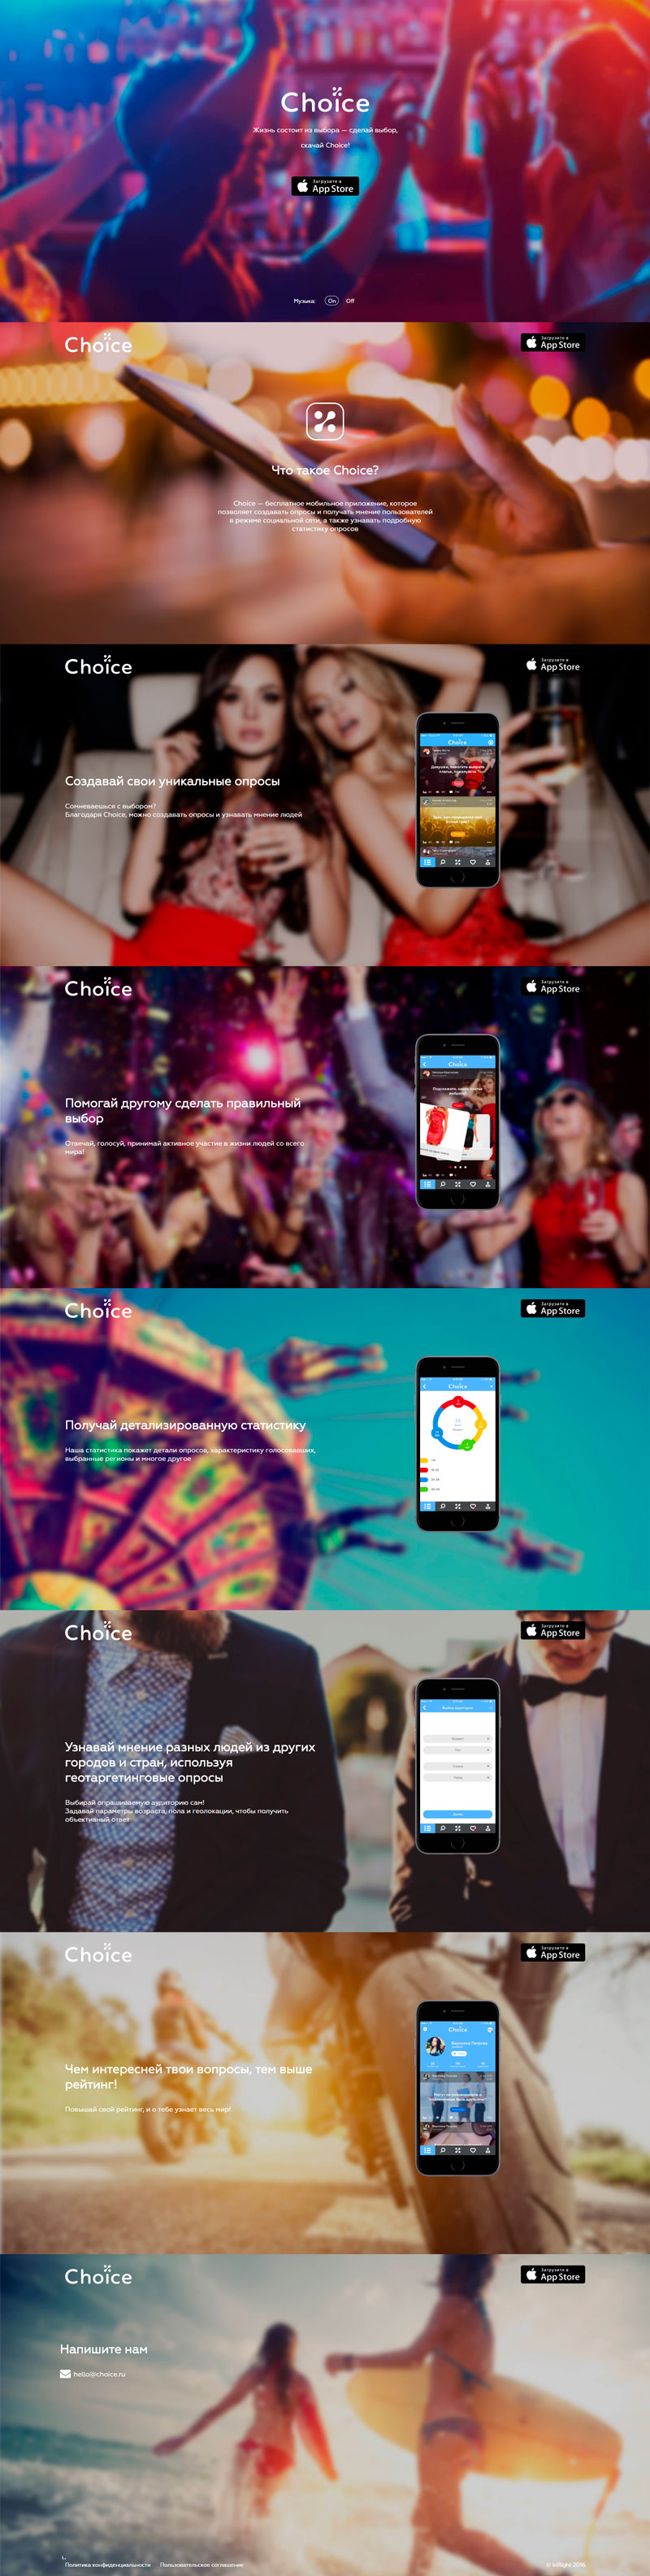 Choice
Жизнь состоит из выбора — сделай выбор,
скачай Choice!
Загрузите в
App Store
Музыка: On Off
Choice
Загрузите в
App Store
Что такое Choice?
Choice — бесплатное мобильное приложение, которое
позволяет создавать опросы и получать мнение пользователей
в режиме социальной сети, а также узнавать подробную
статистику опросов
Choice
Загрузите в
App Store
Choice
Создавай свои уникальные опросы
Сомневаешься с выбором?
Благодаря Choice, можно создавать опросы и узнавать мнение людей
Choice
Загрузите в
App Store
Choice
Помогай другому сделать правильный
выбор
Отвечай, голосуй, принимай активное участие в жизни людей со всего
мира!
Choice
Загрузите в
App Store
Choice
Получай детализированную статистику
Наша статистика покажет детали опросов, характеристику голосовавших,
выбранные регионы и многое другое
Choice
Загрузите в
App Store
Узнавай мнение разных людей из других
городов и стран, используя
геотаргетинговые опросы
Выбирай опрашиваемую аудиторию сам!
Задавай параметры возраста, пола и геолокации, чтобы получить
объективный ответ
Choice
Загрузите в
App Store
Choice
Чем интересней твои вопросы, тем выше
рейтинг!
Повышай свой рейтинг, и о тебе узнает весь мир!
Choice
Загрузите в
App Store
Напишите нам
hello@choice.ru
Политика конфиденциальности Пользовательское соглашение